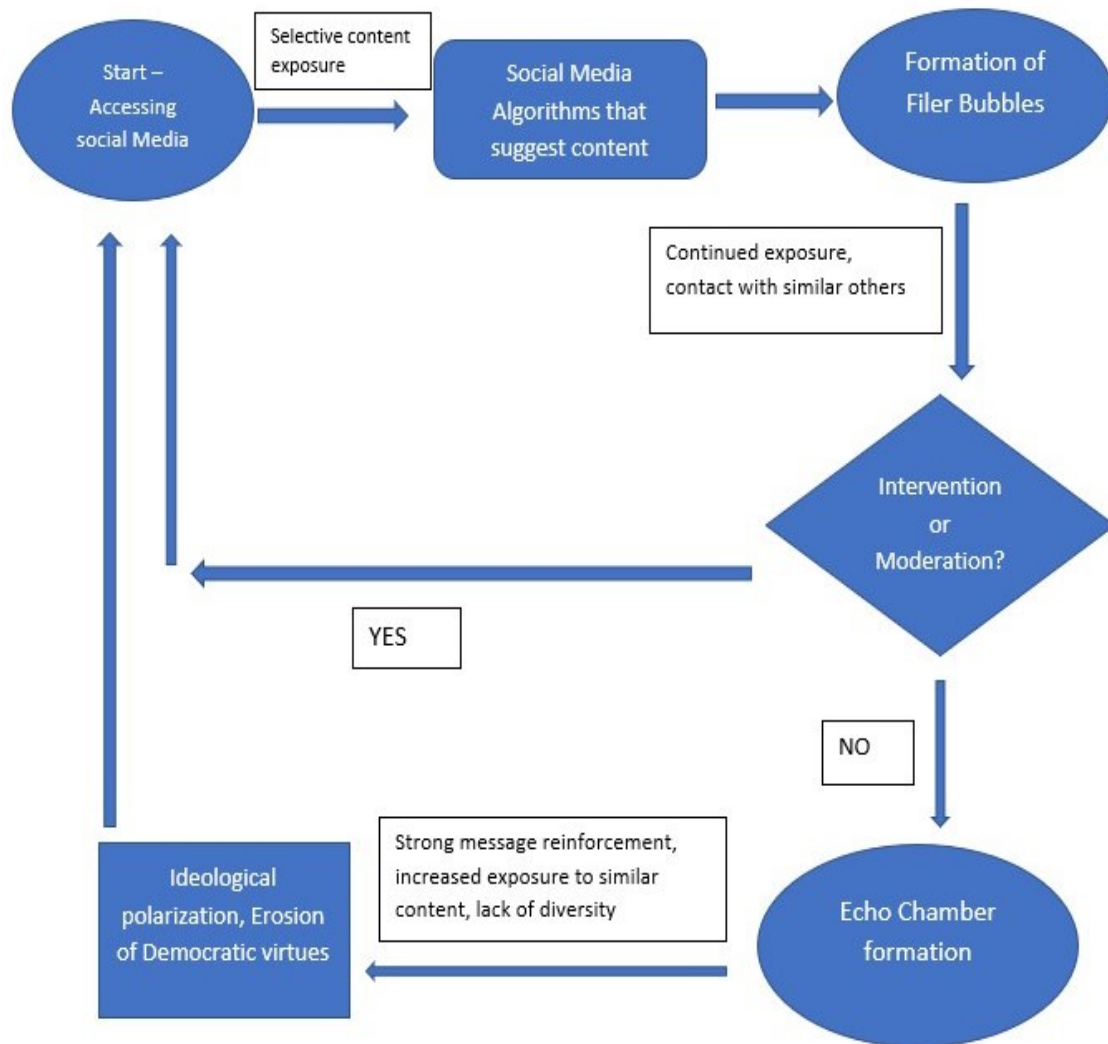 Start –
Accessing
social Media
Selective content
exposure
Social Media
Algorithms that
suggest content
Formation of
Filer Bubbles
Continued exposure,
contact with similar others
Intervention
or
Moderation?
YES
NO
Echo Chamber
formation
Strong message reinforcement,
increased exposure to similar
content, lack of diversity
Ideological
polarization, Erosion
of Democratic virtues